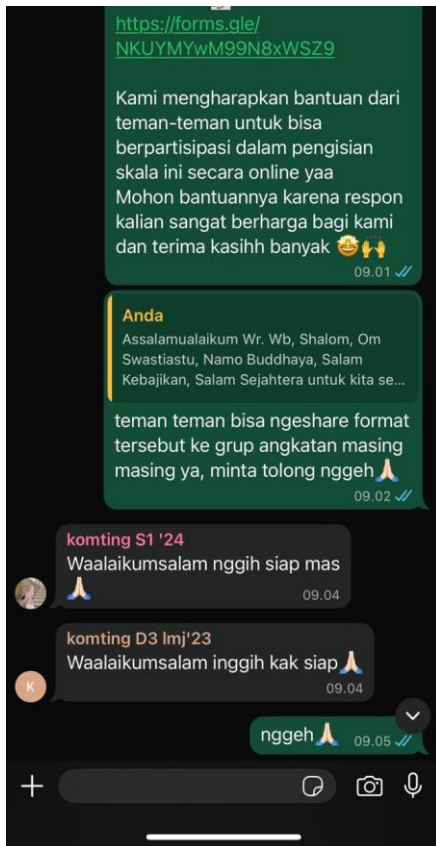 https://forms.gle/
NKUYMYwM99N8xWSZ9
Kami mengharapkan bantuan dari
teman-teman untuk bisa
berpartisipasi dalam pengisian
skala ini secara online yaa
Mohon bantuannya karena respon
kalian sangat berharga bagi kami
dan terima kasihh banyak 🤩🙌
09.01
Anda
Assalamualaikum Wr. Wb, Shalom, Om
Swastiastu, Namo Buddhaya, Salam
Kebajikan, Salam Sejahtera untuk kita se...
teman teman bisa ngeshare format
tersebut ke grup angkatan masing
masing ya, minta tolong nggeh🙏🏻
09.02
komting S1 '24
Waalaikumsalam nggih siap mas
🙏🏻
09.04
komting D3 lmj'23
Waalaikumsalam inggih kak siap🙏🏻
K
09.04
nggeh🙏🏻 09.05